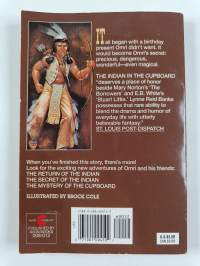 IT all began with a birthday
present Omri didn't want. It
would become Omri's secret:
precious, dangerous,
wonderful—even magical.
THE INDIAN IN THE CUPBOARD
"deserves a place of honor
beside Mary Norton's 'The
Borrowers' and E.B. White's
'Stuart Little.' Lynne Reid Banks
possesses that rare ability to
blend the drama and humor of
everyday life with utterly
believable fantasy."
ST. LOUIS POST-DISPATCH
When you've finished this story, there's more!
Look for the exciting new adventures of Omri and his friends:
THE RETURN OF THE INDIAN
THE SECRET OF THE INDIAN
THE MYSTERY OF THE CUPBOARD
ILLUSTRATED BY BROCK COLE
PUBLISHED BY
AVON BOOKS